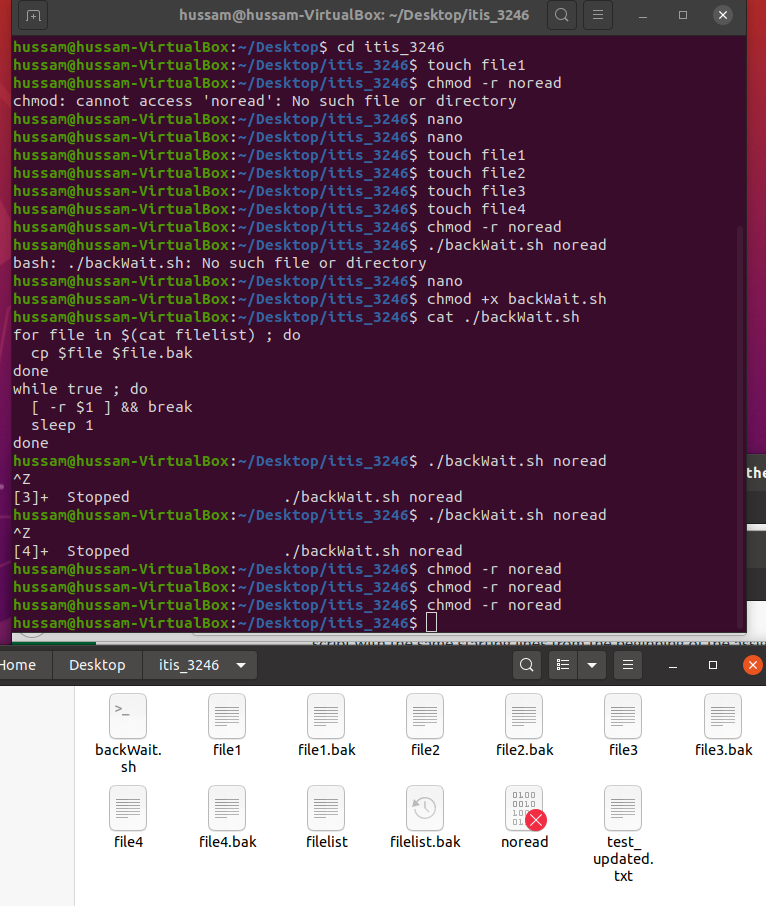 hussam@hussam-VirtualBox: ~/Desktop/itis_3246
hussam@hussam-VirtualBox:~/Desktop$ cd itis_3246
hussam@hussam-VirtualBox:~/Desktop/itis_3246$ touch file1
hussam@hussam-VirtualBox:~/Desktop/itis_3246$ chmod -r noread
chmod: cannot access 'noread': No such file or directory
hussam@hussam-VirtualBox:~/Desktop/itis_3246$ nano
hussam@hussam-VirtualBox:~/Desktop/itis_3246$ nano
hussam@hussam-VirtualBox:~/Desktop/itis_3246$ touch file1
hussam@hussam-VirtualBox:~/Desktop/itis_3246$ touch file2
hussam@hussam-VirtualBox:~/Desktop/itis_3246$ touch file3
hussam@hussam-VirtualBox:~/Desktop/itis_3246$ touch file4
hussam@hussam-VirtualBox:~/Desktop/itis_3246$ chmod -r noread
hussam@hussam-VirtualBox:~/Desktop/itis_3246$ ./backWait.sh noread
bash: ./backWait.sh: No such file or directory
hussam@hussam-VirtualBox:~/Desktop/itis_3246$ nano
hussam@hussam-VirtualBox:~/Desktop/itis_3246$ chmod +x backWait.sh
hussam@hussam-VirtualBox:~/Desktop/itis_3246$ cat ./backWait.sh
for file in $(cat filelist) ; do
  cp $file $file.bak
done
while true ; do
  [ -r $1 ] && break
  sleep 1
done
hussam@hussam-VirtualBox:~/Desktop/itis_3246$ ./backWait.sh noread
^Z
[3]+  Stopped                 ./backWait.sh noread
hussam@hussam-VirtualBox:~/Desktop/itis_3246$ ./backWait.sh noread
^Z
[4]+  Stopped                 ./backWait.sh noread
hussam@hussam-VirtualBox:~/Desktop/itis_3246$ chmod -r noread
hussam@hussam-VirtualBox:~/Desktop/itis_3246$ chmod -r noread
hussam@hussam-VirtualBox:~/Desktop/itis_3246$ chmod -r noread
hussam@hussam-VirtualBox:~/Desktop/itis_3246$
the
Home Desktop itis_3246
backWait.
sh
file1 file1.bak file2 file2.bak file3 file3.bak
file4 file4.bak filelist filelist.bak noread test_
updated.
txt